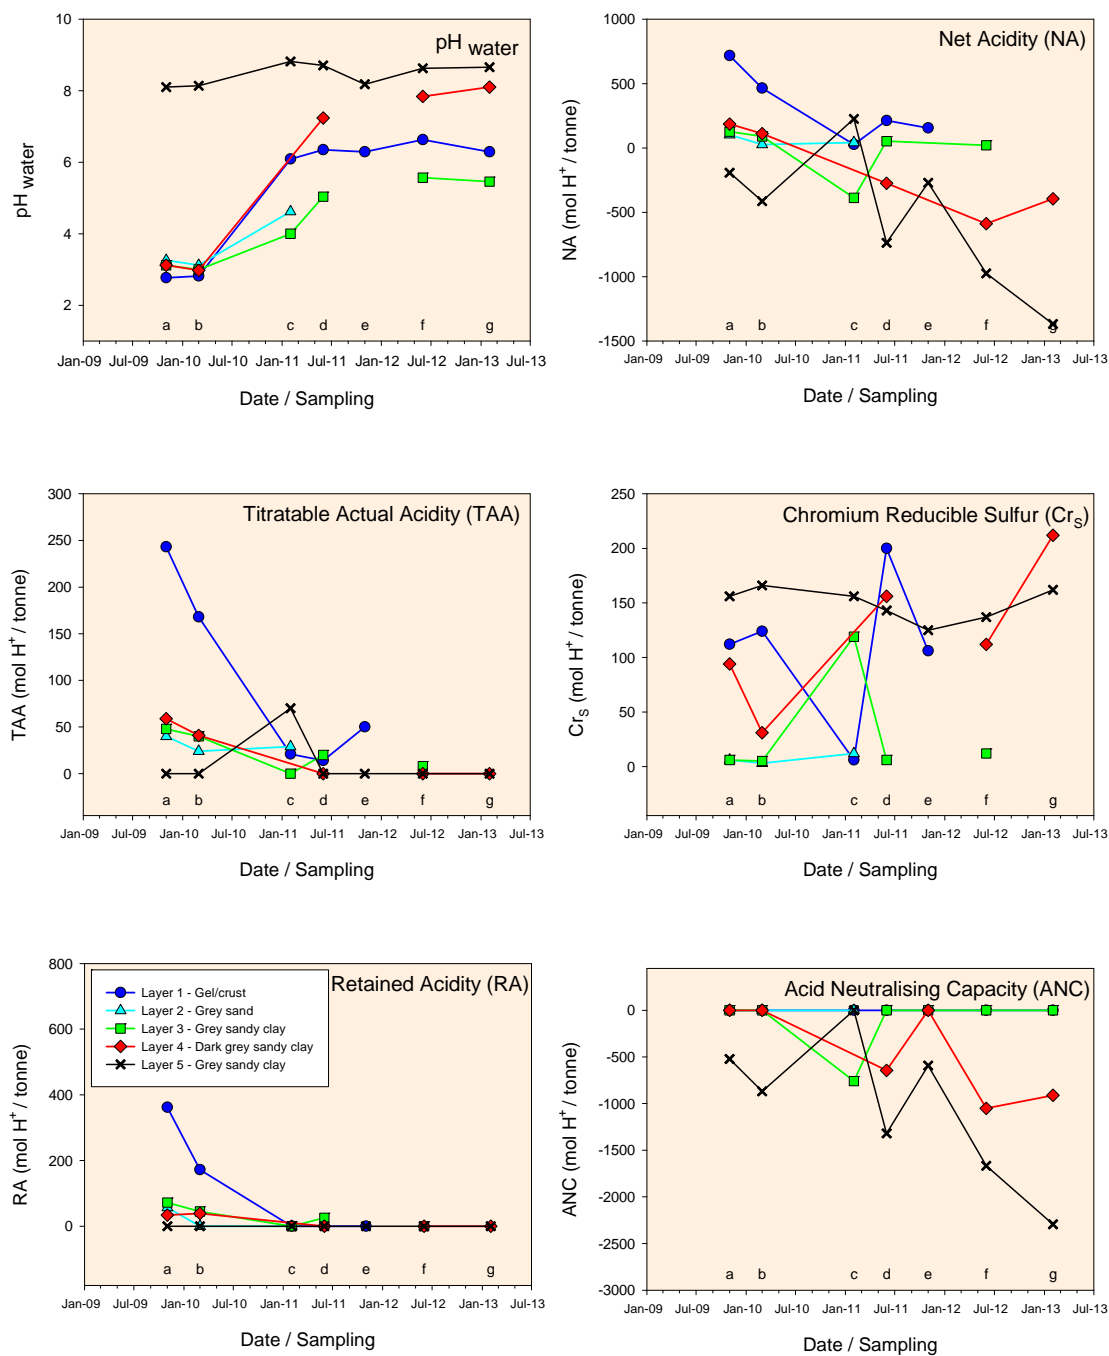 pH water
10
8
6
4
2
pH water
a b c d e f g
Jan-09 Jul-09 Jan-10 Jul-10 Jan-11 Jul-11 Jan-12 Jul-12 Jan-13 Jul-13
Date / Sampling
Net Acidity (NA)
1000
500
0
-500
-1000
-1500
NA (mol H+ / tonne)
a b c d e f g
Jan-09 Jul-09 Jan-10 Jul-10 Jan-11 Jul-11 Jan-12 Jul-12 Jan-13 Jul-13
Date / Sampling
Titratable Actual Acidity (TAA)
300
250
200
150
100
50
0
TAA (mol H+ / tonne)
a b c d e f g
Jan-09 Jul-09 Jan-10 Jul-10 Jan-11 Jul-11 Jan-12 Jul-12 Jan-13 Jul-13
Date / Sampling
Chromium Reducible Sulfur (CrS)
250
200
150
100
50
0
CrS (mol H+ / tonne)
a b c d e f g
Jan-09 Jul-09 Jan-10 Jul-10 Jan-11 Jul-11 Jan-12 Jul-12 Jan-13 Jul-13
Date / Sampling
Retained Acidity (RA)
Layer 1 - Gel/crust
Layer 2 - Grey sand
Layer 3 - Grey sandy clay
Layer 4 - Dark grey sandy clay
Layer 5 - Grey sandy clay
800
600
400
200
0
RA (mol H+ / tonne)
a b c d e f g
Jan-09 Jul-09 Jan-10 Jul-10 Jan-11 Jul-11 Jan-12 Jul-12 Jan-13 Jul-13
Date / Sampling
Acid Neutralising Capacity (ANC)
0
-500
-1000
-1500
-2000
-2500
-3000
ANC (mol H+ / tonne)
a b c d e f g
Jan-09 Jul-09 Jan-10 Jul-10 Jan-11 Jul-11 Jan-12 Jul-12 Jan-13 Jul-13
Date / Sampling